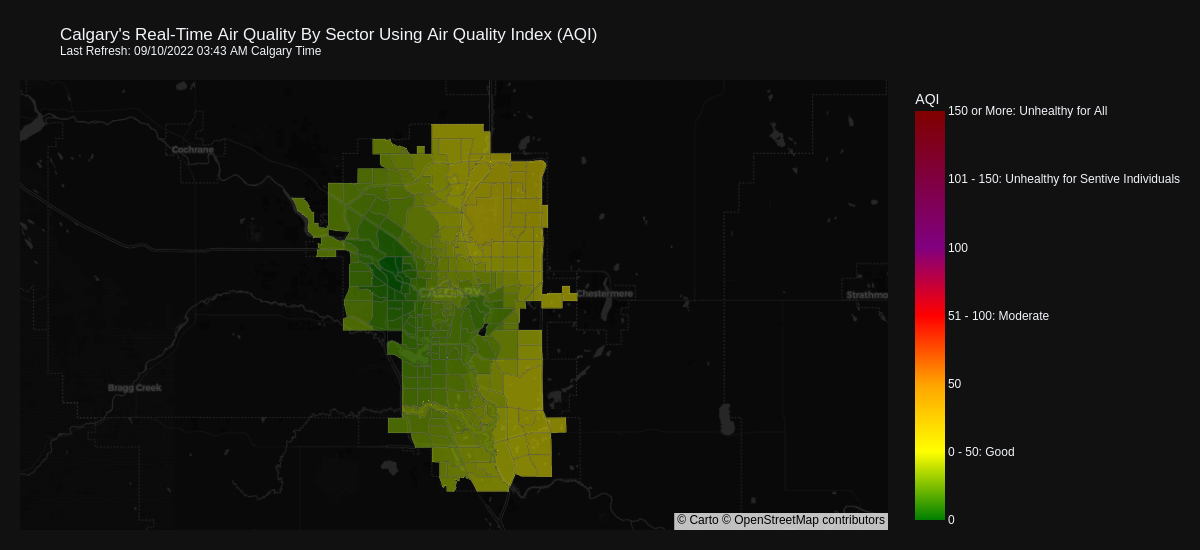 Calgary's Real-Time Air Quality By Sector Using Air Quality Index (AQI)
Last Refresh: 09/10/2022 03:43 AM Calgary Time
AQI
150 or More: Unhealthy for All
Cochrane
101 - 150: Unhealthy for Sentive Individuals
100
CALGARY
Chestermere
Strathmo
51 - 100: Moderate
Bragg Creek
50
0 - 50: Good
0
© Carto © OpenStreetMap contributors